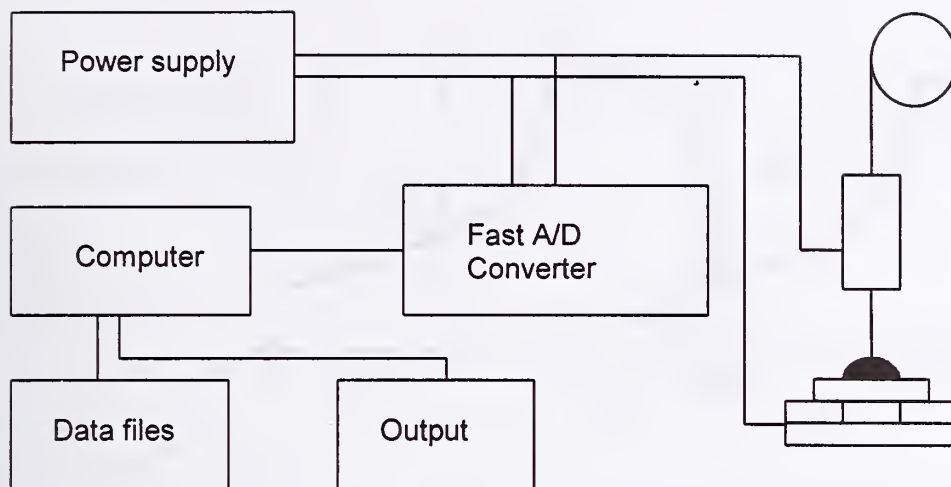 Power supply
Computer
Fast A/D
Converter
Data files
Output